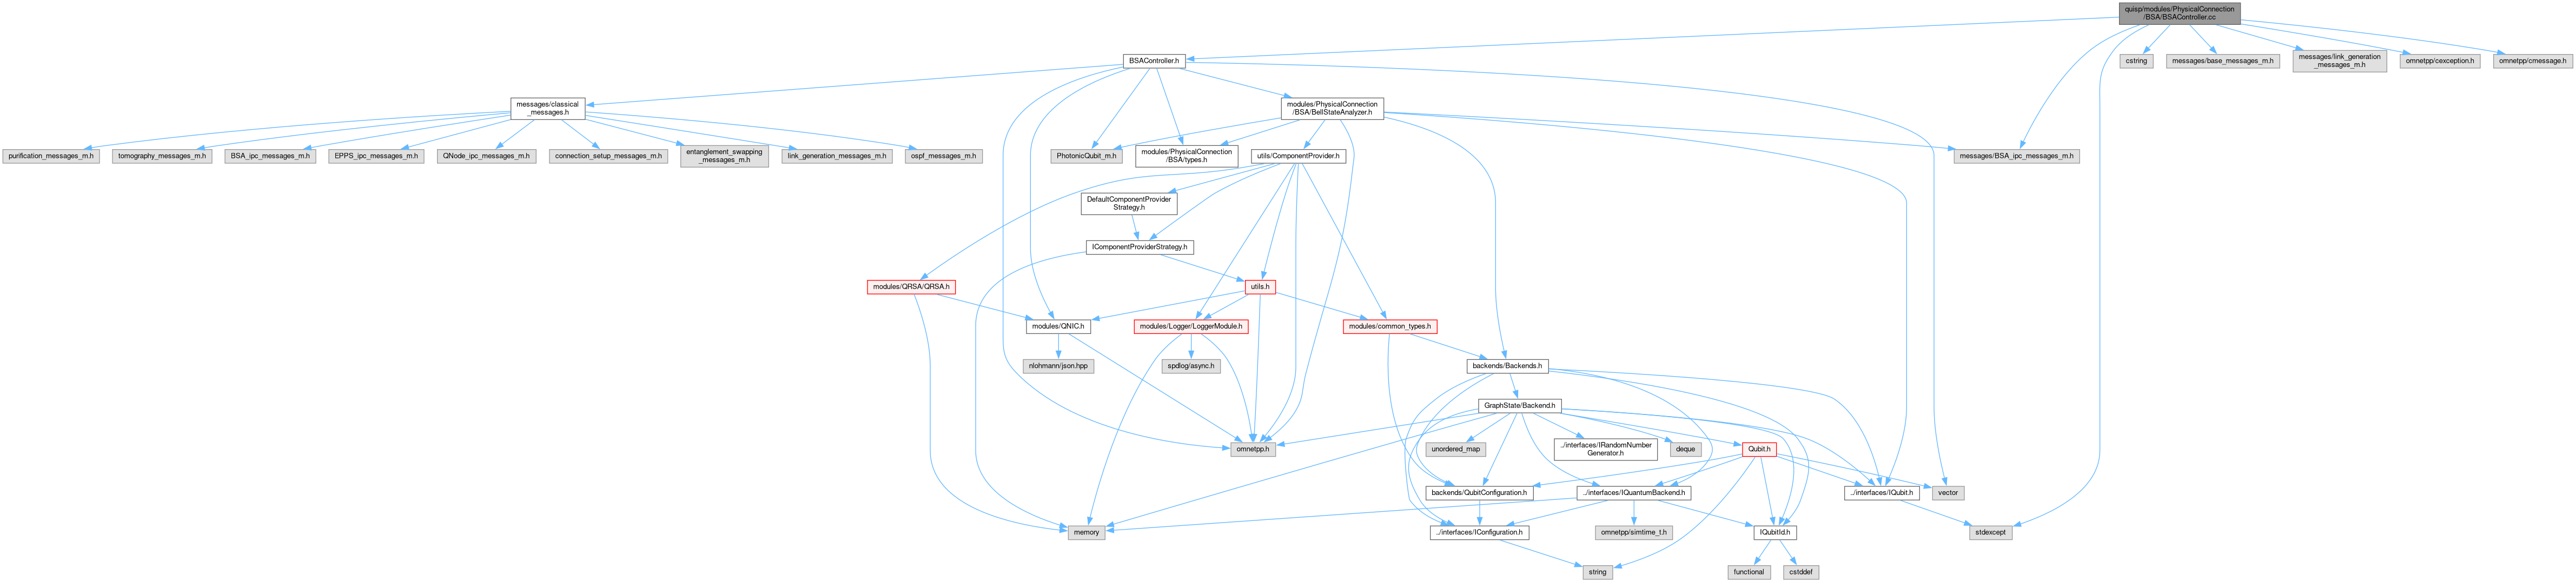 quisp/modules/PhysicalConnection
/BSA/BSAController.cc
BSAController.h
cstring
messages/base_messages_m.h
messages/link_generation
_messages_m.h
omnetpp/cexception.h
omnetpp/cmessage.h
messages/classical
_messages.h
modules/PhysicalConnection
/BSA/BellStateAnalyzer.h
purification_messages_m.h
tomography_messages_m.h
BSA_ipc_messages_m.h
EPPS_ipc_messages_m.h
QNode_ipc_messages_m.h
connection_setup_messages_m.h
entanglement_swapping
_messages_m.h
link_generation_messages_m.h
ospf_messages_m.h
PhotonicQubit_m.h
modules/PhysicalConnection
/BSA/types.h
utils/ComponentProvider.h
messages/BSA_ipc_messages_m.h
DefaultComponentProvider
Strategy.h
IComponentProviderStrategy.h
modules/QRSA/QRSA.h
utils.h
modules/QNIC.h
modules/Logger/LoggerModule.h
modules/common_types.h
nlohmann/json.hpp
spdlog/async.h
backends/Backends.h
GraphState/Backend.h
omnetpp.h
unordered_map
../interfaces/IRandomNumber
Generator.h
deque
Qubit.h
backends/QubitConfiguration.h
../interfaces/IQuantumBackend.h
../interfaces/IQubit.h
vector
memory
../interfaces/IConfiguration.h
omnetpp/simtime_t.h
IQubitId.h
stdexcept
string
functional
cstddef